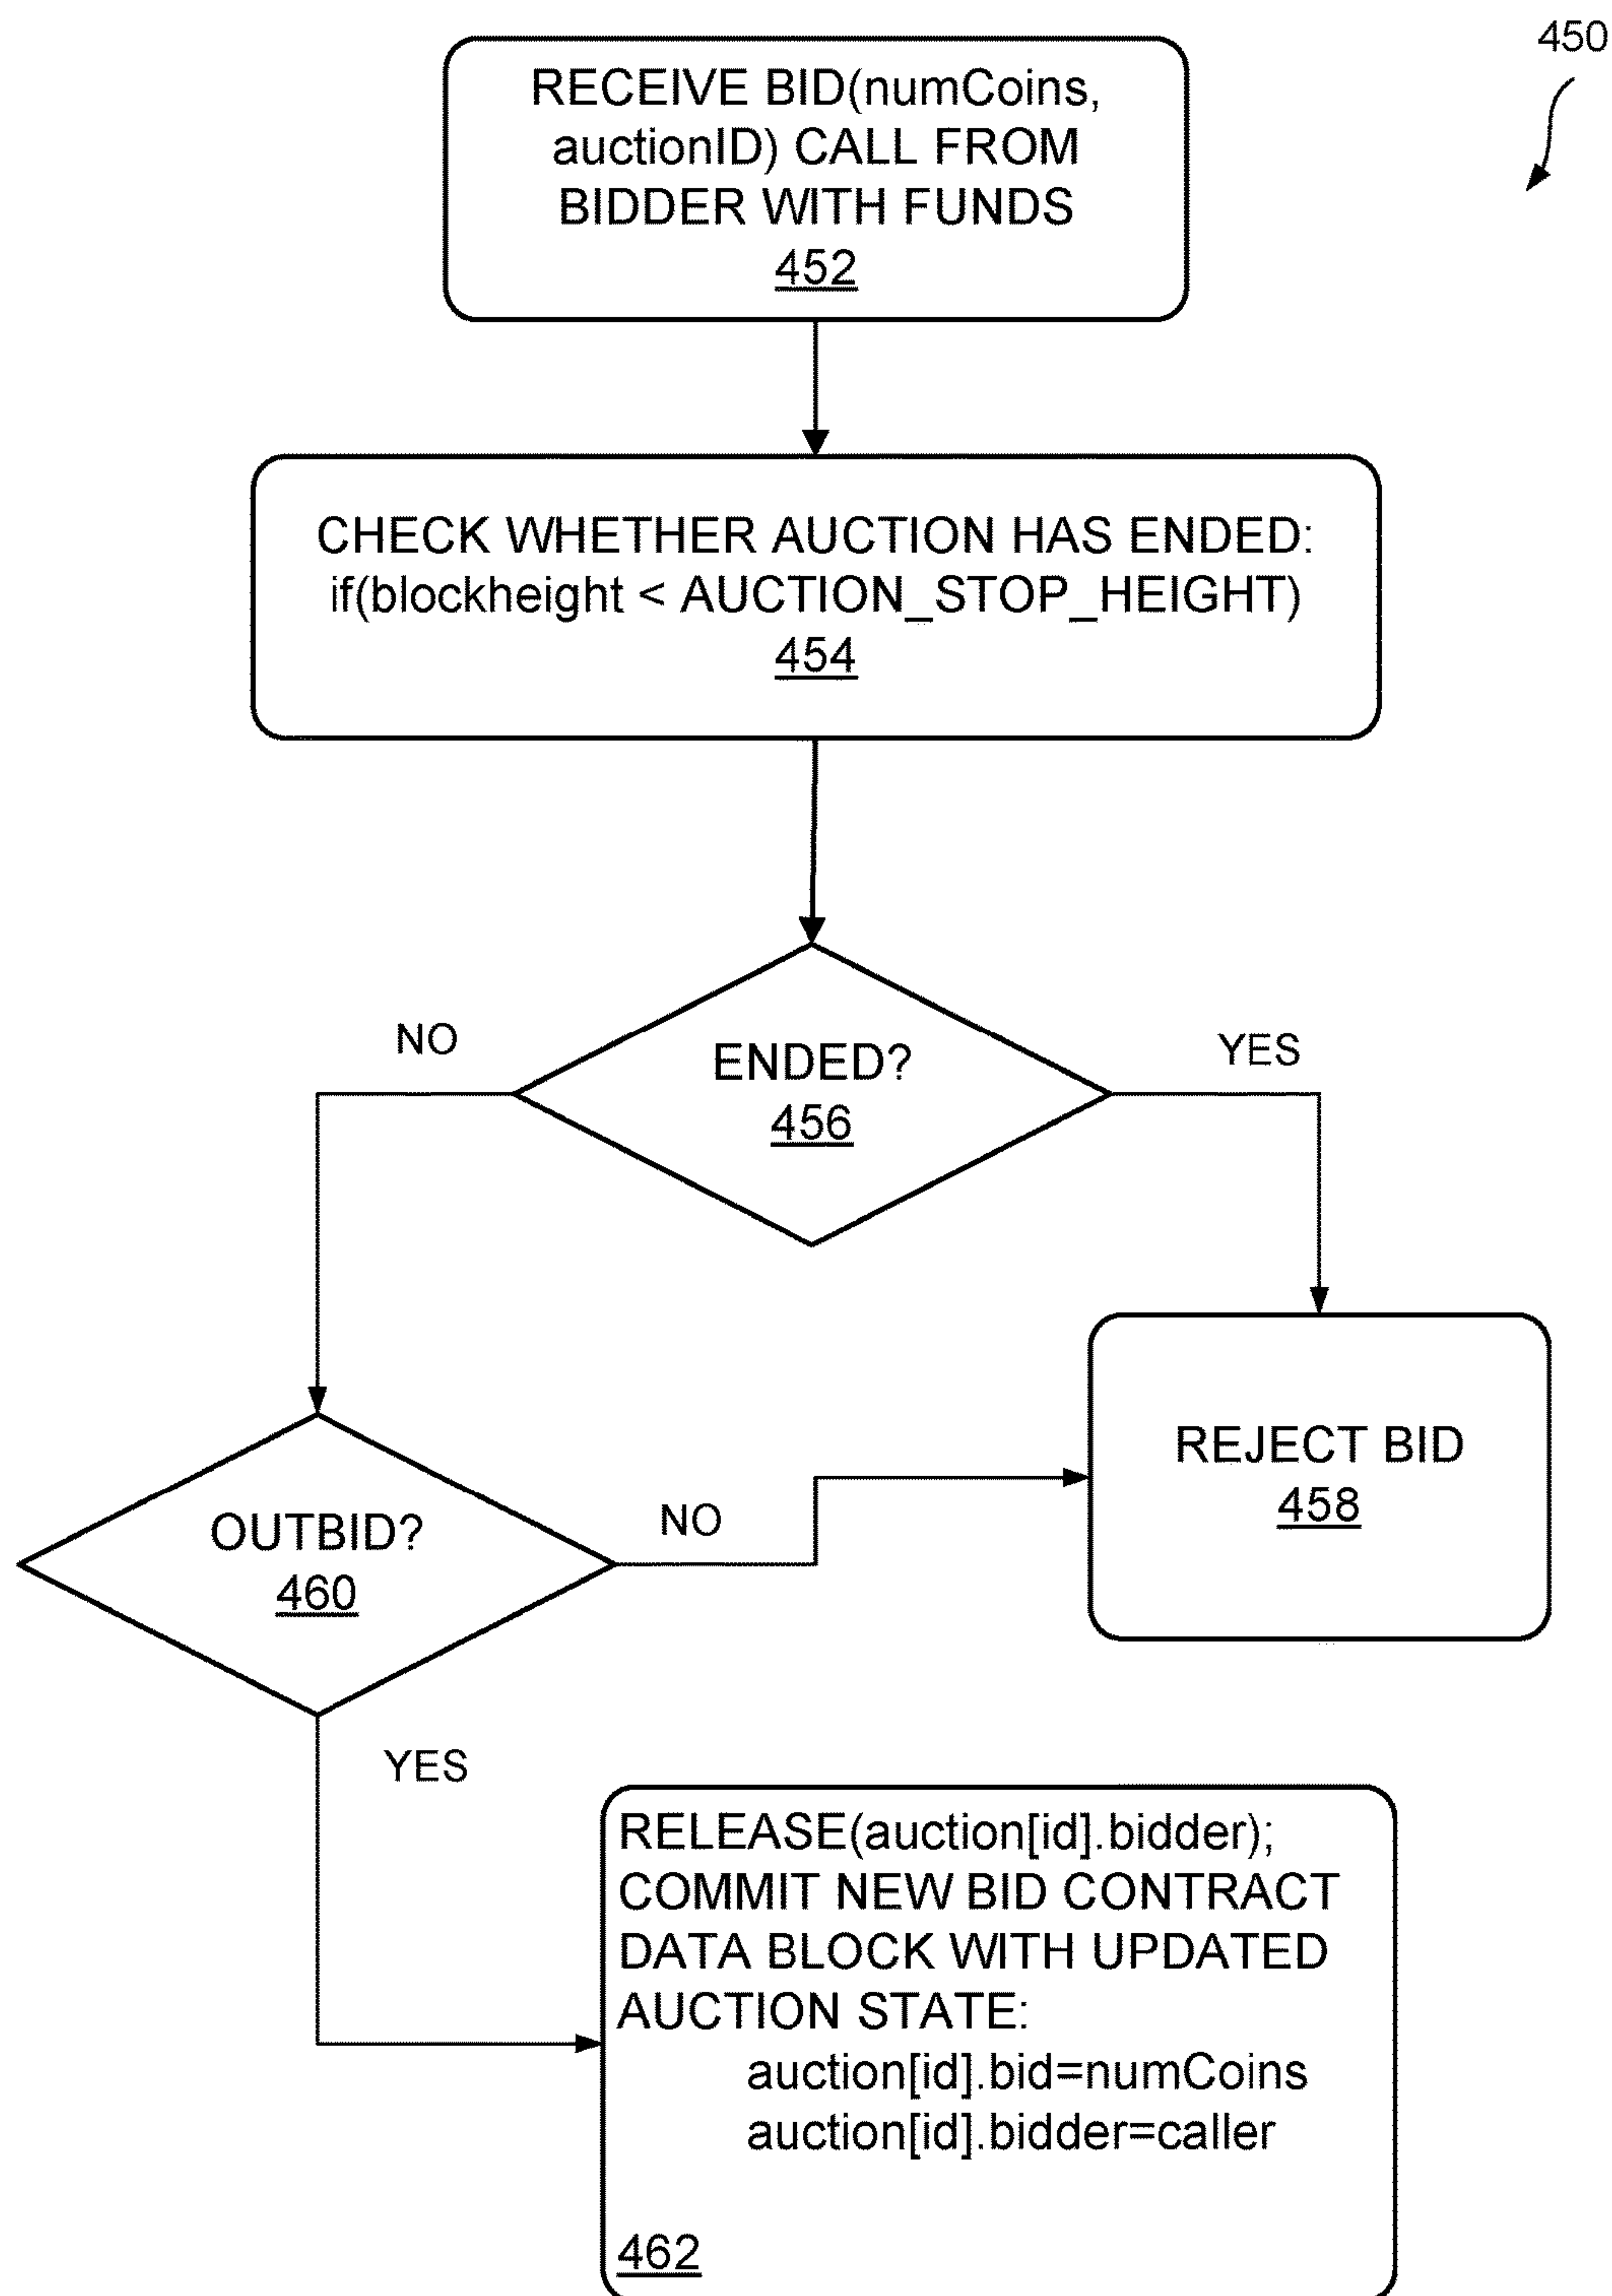 450
RECEIVE BID(numCoins,
auctionID) CALL FROM
BIDDER WITH FUNDS
452
CHECK WHETHER AUCTION HAS ENDED:
if(blockheight < AUCTION_STOP_HEIGHT)
454
NO
YES
ENDED?
456
REJECT BID
458
OUTBID?
460
NO
YES
RELEASE(auction[id].bidder);
COMMIT NEW BID CONTRACT
DATA BLOCK WITH UPDATED
AUCTION STATE:
auction[id].bid=numCoins
auction[id].bidder=caller
462